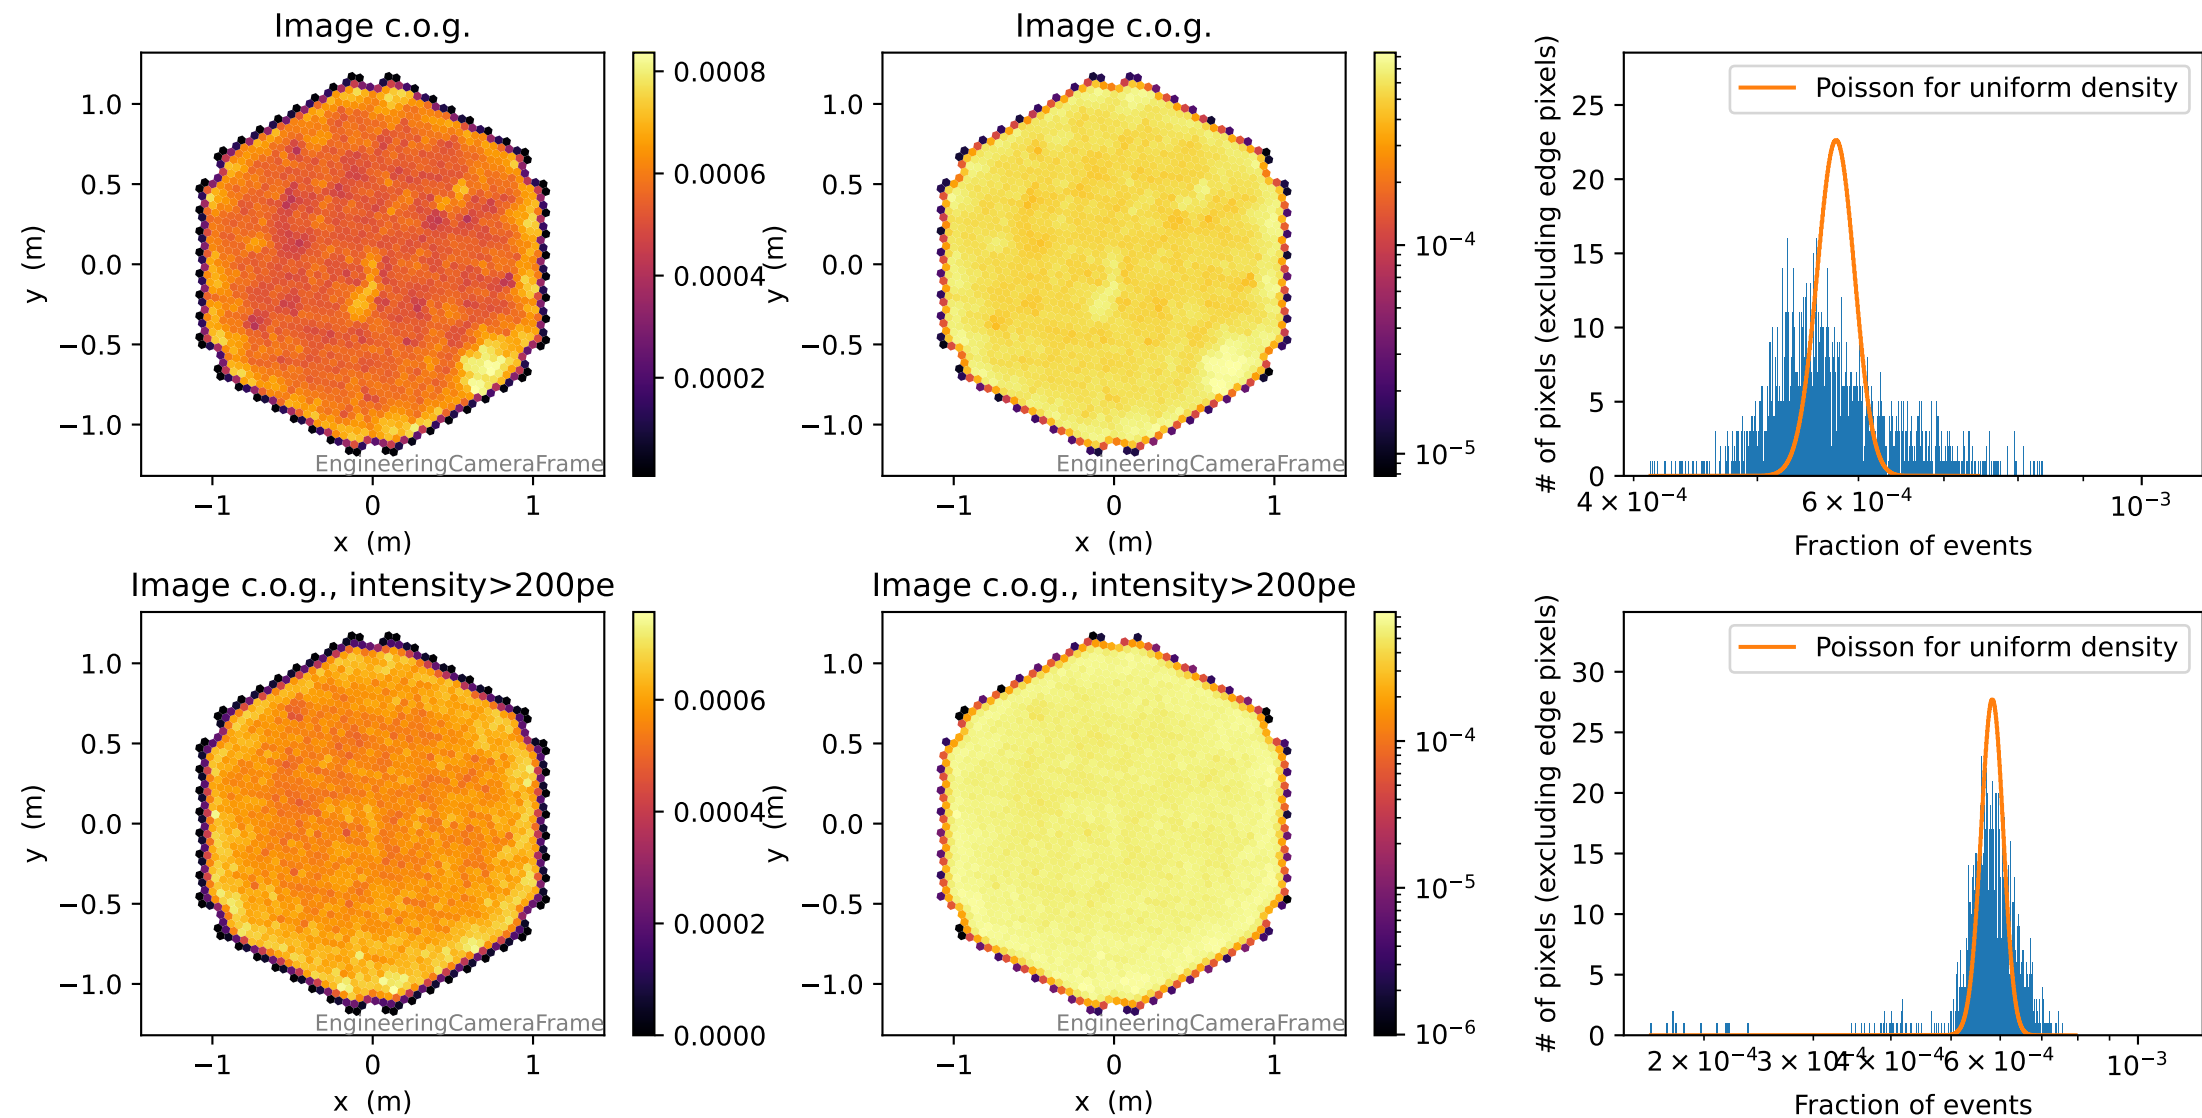 Image c.o.g.
1.0
0.5
0.0
−0.5
−1.0
y (m)
−1 0 1
x (m)
EngineeringCameraFrame
0.0008
0.0006
0.0004
0.0002
Image c.o.g.
1.0
0.5
0.0
−0.5
−1.0
y (m)
−1 0 1
x (m)
EngineeringCameraFrame
10⁻⁴
10⁻⁵
# of pixels (excluding edge pixels)
25
20
15
10
5
0
Poisson for uniform density
4 × 10⁻⁴ 6 × 10⁻⁴ 10⁻³
Fraction of events
Image c.o.g., intensity>200pe
1.0
0.5
0.0
−0.5
−1.0
y (m)
−1 0 1
x (m)
EngineeringCameraFrame
0.0006
0.0004
0.0002
0.0000
Image c.o.g., intensity>200pe
1.0
0.5
0.0
−0.5
−1.0
y (m)
−1 0 1
x (m)
EngineeringCameraFrame
10⁻⁴
10⁻⁵
10⁻⁶
# of pixels (excluding edge pixels)
30
25
20
15
10
5
0
Poisson for uniform density
2 × 10⁻⁴ 3 × 10⁻⁴ 4 × 10⁻⁴ 6 × 10⁻⁴ 10⁻³
Fraction of events